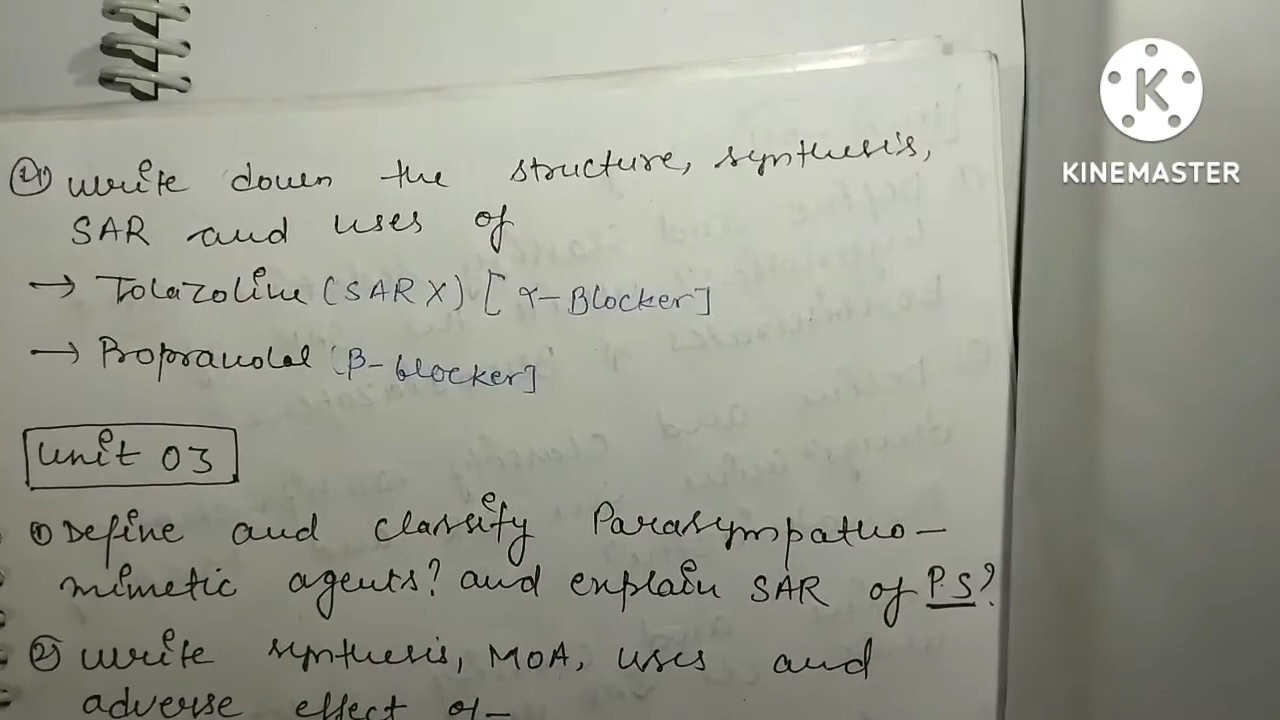 4) write down the structure, synthesis,
SAR and uses of
→ Tolazoline (SAR X) [α-Blocker]
→ Propranolol [β-blocker]
Unit 03
① Define and classify Parasympatho-
mimetic agents? and explain SAR of P.S?
② write synthesis, MOA, uses and
adverse effect of-
K
KINEMASTER